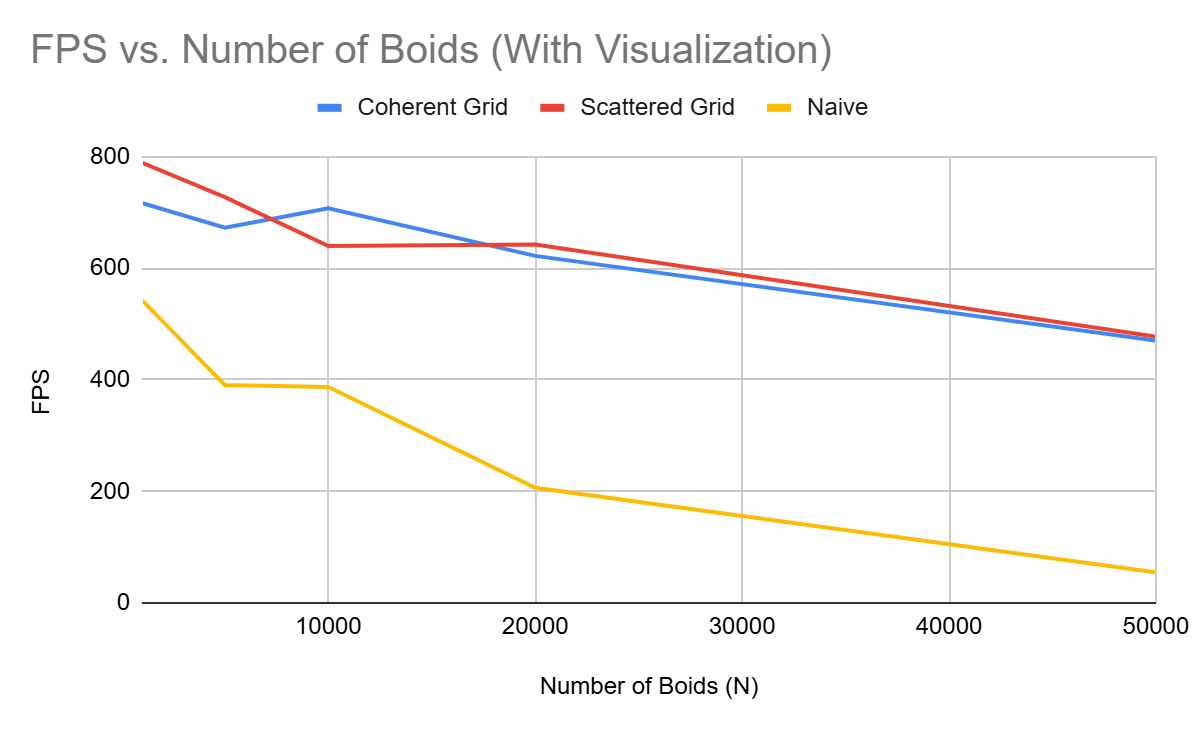 FPS vs. Number of Boids (With Visualization)
Coherent Grid Scattered Grid Naive
800
600
400
200
0
FPS
10000 20000 30000 40000 50000
Number of Boids (N)